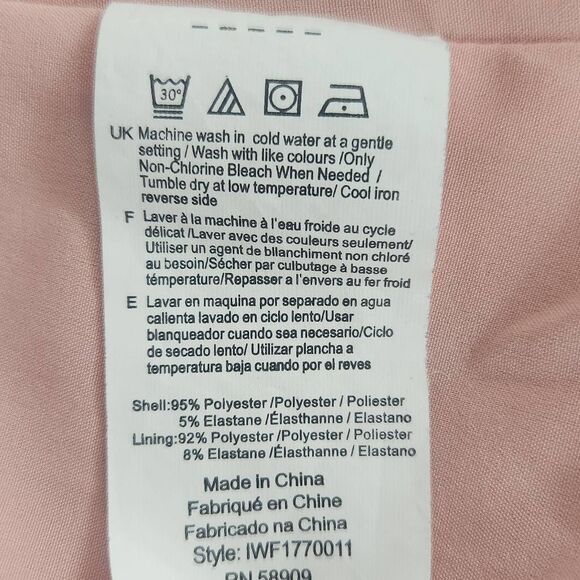 30°
UK Machine wash in cold water at a gentle
setting / Wash with like colours /Only
Non-Chlorine Bleach When Needed /
Tumble dry at low temperature/ Cool iron
reverse side
F Laver à la machine à l'eau froide au cycle
délicat /Laver avec des couleurs seulement/
Utiliser un agent de bllanchiment non chloré
au besoin/Sécher par culbutage à basse
témpérature/Repasser a l'envers au fer froid
E Lavar en maquina por separado en agua
calienta lavado en ciclo lento/Usar
blanqueador cuando sea necesario/Ciclo
de secado lento/ Utilizar plancha a
temperatura baja cuando por el reves
Shell:95% Polyester /Polyester / Poliester
5% Elastane /Élasthanne / Elastano
Lining:92% Polyester /Polyester / Poliester
8% Elastane /Élasthanne / Elastano
Made in China
Fabriqué en Chine
Fabricado na China
Style: IWF1770011
RN 58909